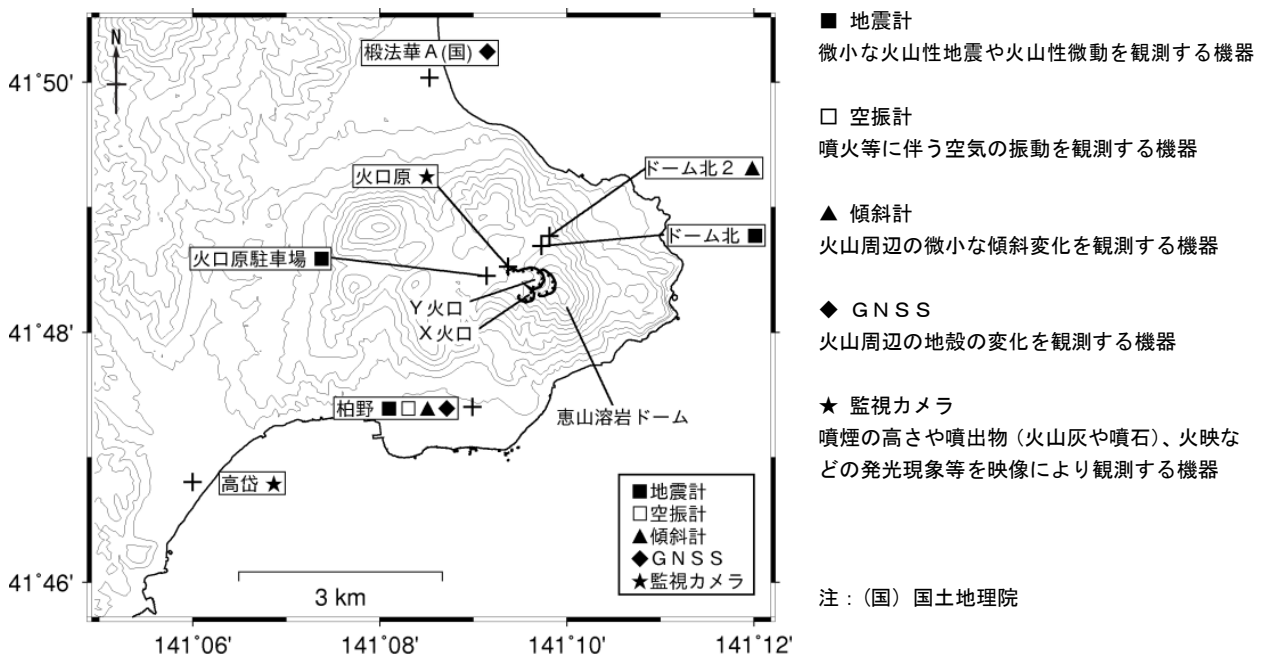 N
41˚50'
41˚48'
41˚46'
141˚06'
141˚08'
141˚10'
141˚12'
椴法華A(国) ◆
火口原 ★
ドーム北2 ▲
ドーム北 ■
火口原駐車場 ■
Y火口
X火口
柏野 ■□▲◆
恵山溶岩ドーム
高岱 ★
3 km
■地震計
□空振計
▲傾斜計
◆GNSS
★監視カメラ
■ 地震計
微小な火山性地震や火山性微動を観測する機器
□ 空振計
噴火等に伴う空気の振動を観測する機器
▲ 傾斜計
火山周辺の微小な傾斜変化を観測する機器
◆ GNSS
火山周辺の地殻の変化を観測する機器
★ 監視カメラ
噴煙の高さや噴出物(火山灰や噴石)、火映な
どの発光現象等を映像により観測する機器
注:(国)国土地理院